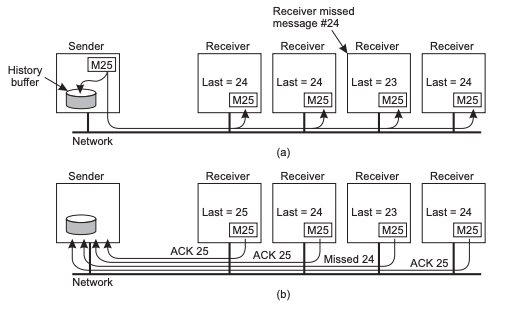 Receiver missed
message #24
Sender
Receiver
Receiver
Receiver
Receiver
History
buffer
M25
Last = 24
Last = 24
Last = 23
Last = 24
M25
M25
M25
M25
Network
(a)
Sender
Receiver
Receiver
Receiver
Receiver
Last = 25
Last = 24
Last = 23
Last = 24
M25
M25
M25
M25
ACK 25
ACK 25
Missed 24
ACK 25
Network
(b)